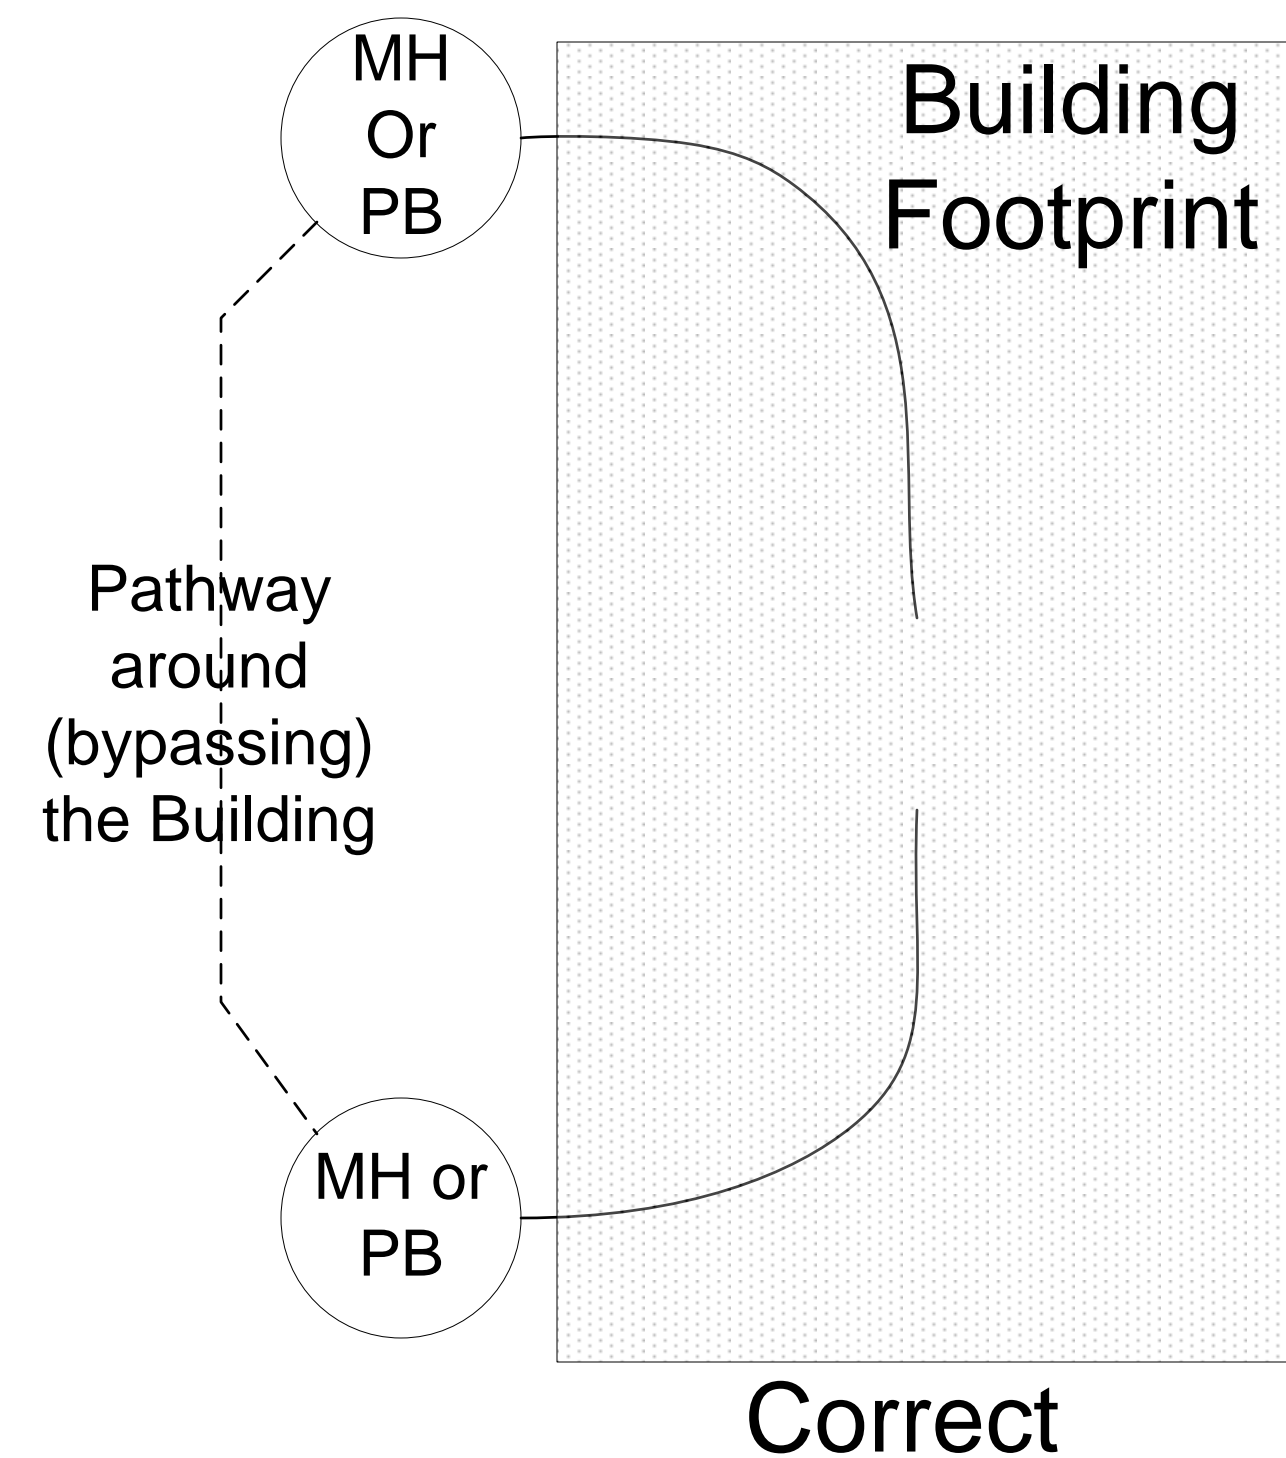 MH
Or
PB
Building
Footprint
Pathway
around
(bypassing)
the Building
MH or
PB
Correct